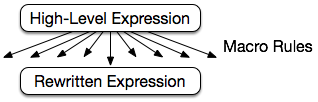 High-Level Expression
Macro Rules
Rewritten Expression